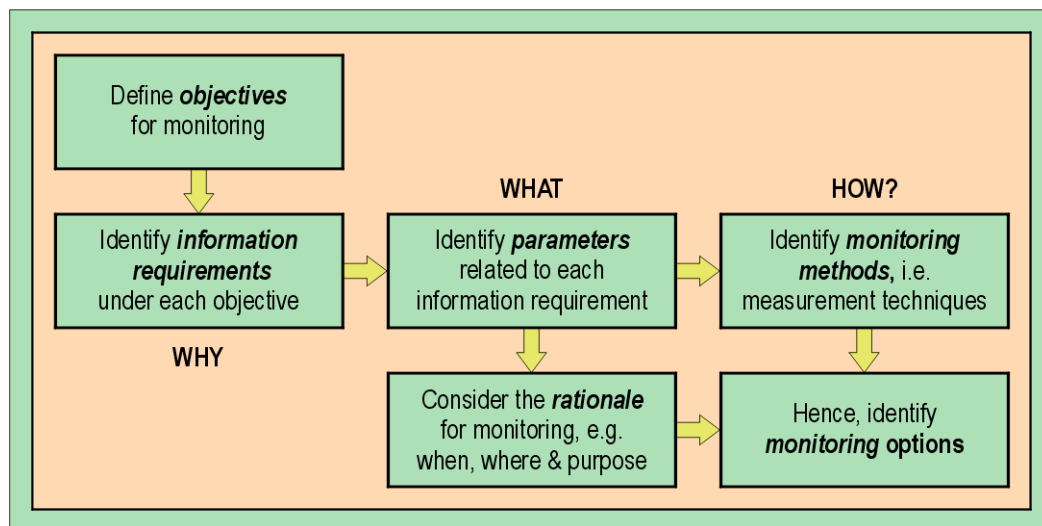 Define objectives
for monitoring
WHAT
HOW?
Identify information
requirements
under each objective
Identify parameters
related to each
information requirement
Identify monitoring
methods, i.e.
measurement techniques
WHY
Consider the rationale
for monitoring, e.g.
when, where & purpose
Hence, identify
monitoring options